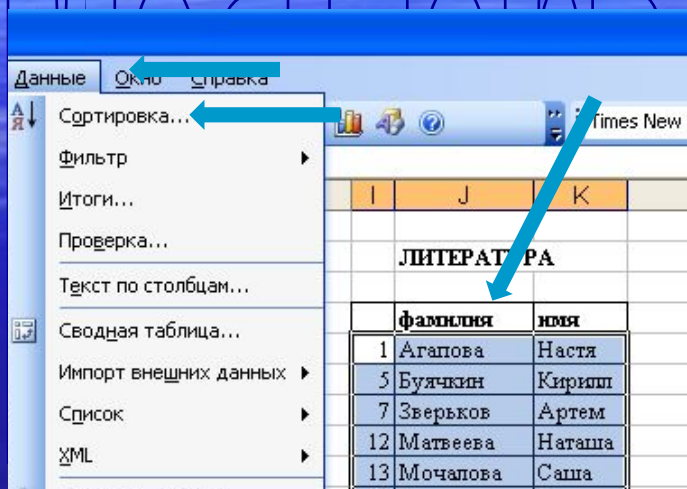 Данные Окно Справка
Сортировка...
Фильтр
Итоги...
Проверка...
Текст по столбцам...
Сводная таблица...
Импорт внешних данных
Список
XML
Times New
I J K
ЛИТЕРАТУРА
фамилия имя
1 Агапова Настя
5 Буячкин Кирилл
7 Зверьков Артем
12 Матвеева Наташа
13 Мочалова Саша